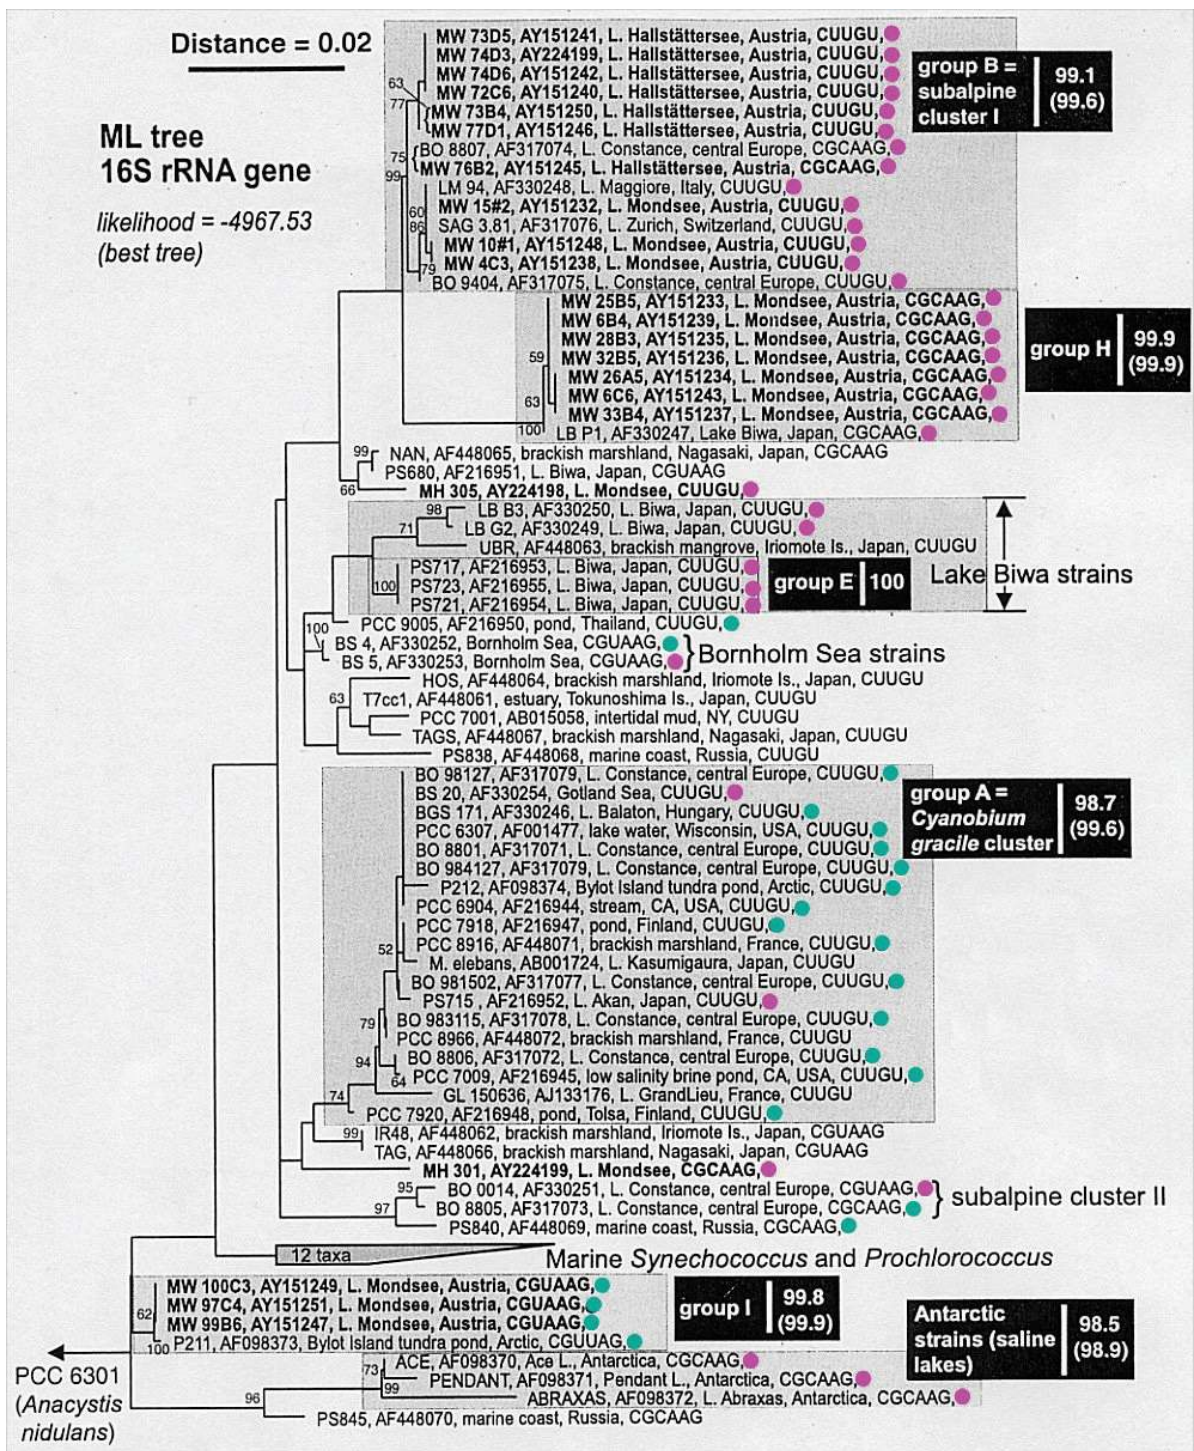 Distance = 0.02
ML tree
16S rRNA gene
likelihood = -4967.53
(best tree)
MW 73D5, AY151241, L. Hallstättersee, Austria, CUUGU,
MW 74D3, AY224199, L. Hallstättersee, Austria, CUUGU,
MW 74D6, AY151242, L. Hallstättersee, Austria, CUUGU,
MW 72C6, AY151240, L. Hallstättersee, Austria, CUUGU,
MW 73B4, AY151250, L. Hallstättersee, Austria, CUUGU,
MW 77D1, AY151246, L. Hallstättersee, Austria, CUUGU,
BO 8807, AF317074, L. Constance, central Europe, CGCAAG,
MW 76B2, AY151245, L. Hallstättersee, Austria, CGCAAG,
LM 94, AF330248, L. Maggiore, Italy, CUUGU,
MW 15#2, AY151232, L. Mondsee, Austria, CUUGU,
SAG 3.81, AF317076, L. Zurich, Switzerland, CUUGU,
MW 10#1, AY151248, L. Mondsee, Austria, CUUGU,
MW 4C3, AY151238, L. Mondsee, Austria, CUUGU,
BO 9404, AF317075, L. Constance, central Europe, CUUGU,
63
77
75
99
60
86
79
group B =
subalpine
cluster I
99.1
(99.6)
MW 25B5, AY151233, L. Mondsee, Austria, CGCAAG,
MW 6B4, AY151239, L. Mondsee, Austria, CGCAAG,
MW 28B3, AY151235, L. Mondsee, Austria, CGCAAG,
MW 32B5, AY151236, L. Mondsee, Austria, CGCAAG,
MW 26A5, AY151234, L. Mondsee, Austria, CGCAAG,
MW 6C6, AY151243, L. Mondsee, Austria, CGCAAG,
MW 33B4, AY151237, L. Mondsee, Austria, CGCAAG,
LB P1, AF330247, Lake Biwa, Japan, CGCAAG,
59
63
100
group H
99.9
(99.9)
NAN, AF448065, brackish marshland, Nagasaki, Japan, CGCAAG
PS680, AF216951, L. Biwa, Japan, CGUAAG
MH 305, AY224198, L. Mondsee, CUUGU,
99
66
LB B3, AF330250, L. Biwa, Japan, CUUGU,
LB G2, AF330249, L. Biwa, Japan, CUUGU,
UBR, AF448063, brackish mangrove, Iriomote Is., Japan, CUUGU
PS717, AF216953, L. Biwa, Japan, CUUGU,
PS723, AF216955, L. Biwa, Japan, CUUGU,
PS721, AF216954, L. Biwa, Japan, CUUGU,
98
71
100
group E
100
Lake Biwa strains
PCC 9005, AF216950, pond, Thailand, CUUGU,
BS 4, AF330252, Bornholm Sea, CGUAAG,
BS 5, AF330253, Bornholm Sea, CGUAAG,
100
Bornholm Sea strains
HOS, AF448064, brackish marshland, Iriomote Is., Japan, CUUGU
T7cc1, AF448061, estuary, Tokunoshima Is., Japan, CUUGU
PCC 7001, AB015058, intertidal mud, NY, CUUGU
TAGS, AF448067, brackish marshland, Nagasaki, Japan, CUUGU
PS838, AF448068, marine coast, Russia, CUUGU
63
BO 98127, AF317079, L. Constance, central Europe, CUUGU,
BS 20, AF330254, Gotland Sea, CUUGU,
BGS 171, AF330246, L. Balaton, Hungary, CUUGU,
PCC 6307, AF001477, lake water, Wisconsin, USA, CUUGU,
BO 8801, AF317071, L. Constance, central Europe, CUUGU,
BO 984127, AF317079, L. Constance, central Europe, CUUGU,
P212, AF098374, Bylot Island tundra pond, Arctic, CUUGU,
PCC 6904, AF216944, stream, CA, USA, CUUGU,
PCC 7918, AF216947, pond, Finland, CUUGU,
PCC 8916, AF448071, brackish marshland, France, CUUGU,
M. elebans, AB001724, L. Kasumigaura, Japan, CUUGU
BO 981502, AF317077, L. Constance, central Europe, CUUGU,
PS715 , AF216952, L. Akan, Japan, CUUGU,
BO 983115, AF317078, L. Constance, central Europe, CUUGU,
PCC 8966, AF448072, brackish marshland, France, CUUGU
BO 8806, AF317072, L. Constance, central Europe, CUUGU,
PCC 7009, AF216945, low salinity brine pond, CA, USA, CUUGU,
GL 150636, AJ133176, L. GrandLieu, France, CUUGU
PCC 7920, AF216948, pond, Tolsa, Finland, CUUGU,
52
79
94
64
74
group A =
Cyanobium
gracile cluster
98.7
(99.6)
IR48, AF448062, brackish marshland, Iriomote Is., Japan, CGUAAG
TAG, AF448066, brackish marshland, Nagasaki, Japan, CGUAAG
MH 301, AY224199, L. Mondsee, CGCAAG,
99
BO 0014, AF330251, L. Constance, central Europe, CGUAAG,
BO 8805, AF317073, L. Constance, central Europe, CGCAAG,
PS840, AF448069, marine coast, Russia, CGCAAG,
95
97
subalpine cluster II
12 taxa
Marine Synechococcus and Prochlorococcus
MW 100C3, AY151249, L. Mondsee, Austria, CGUAAG,
MW 97C4, AY151251, L. Mondsee, Austria, CGUAAG,
MW 99B6, AY151247, L. Mondsee, Austria, CGUAAG,
P211, AF098373, Bylot Island tundra pond, Arctic, CGUUAG,
62
100
group I
99.8
(99.9)
Antarctic
strains (saline
lakes)
98.5
(98.9)
ACE, AF098370, Ace L., Antarctica, CGCAAG,
PENDANT, AF098371, Pendant L., Antarctica, CGCAAG,
ABRAXAS, AF098372, L. Abraxas, Antarctica, CGCAAG,
PS845, AF448070, marine coast, Russia, CGCAAG
73
99
96
PCC 6301
(Anacystis
nidulans)